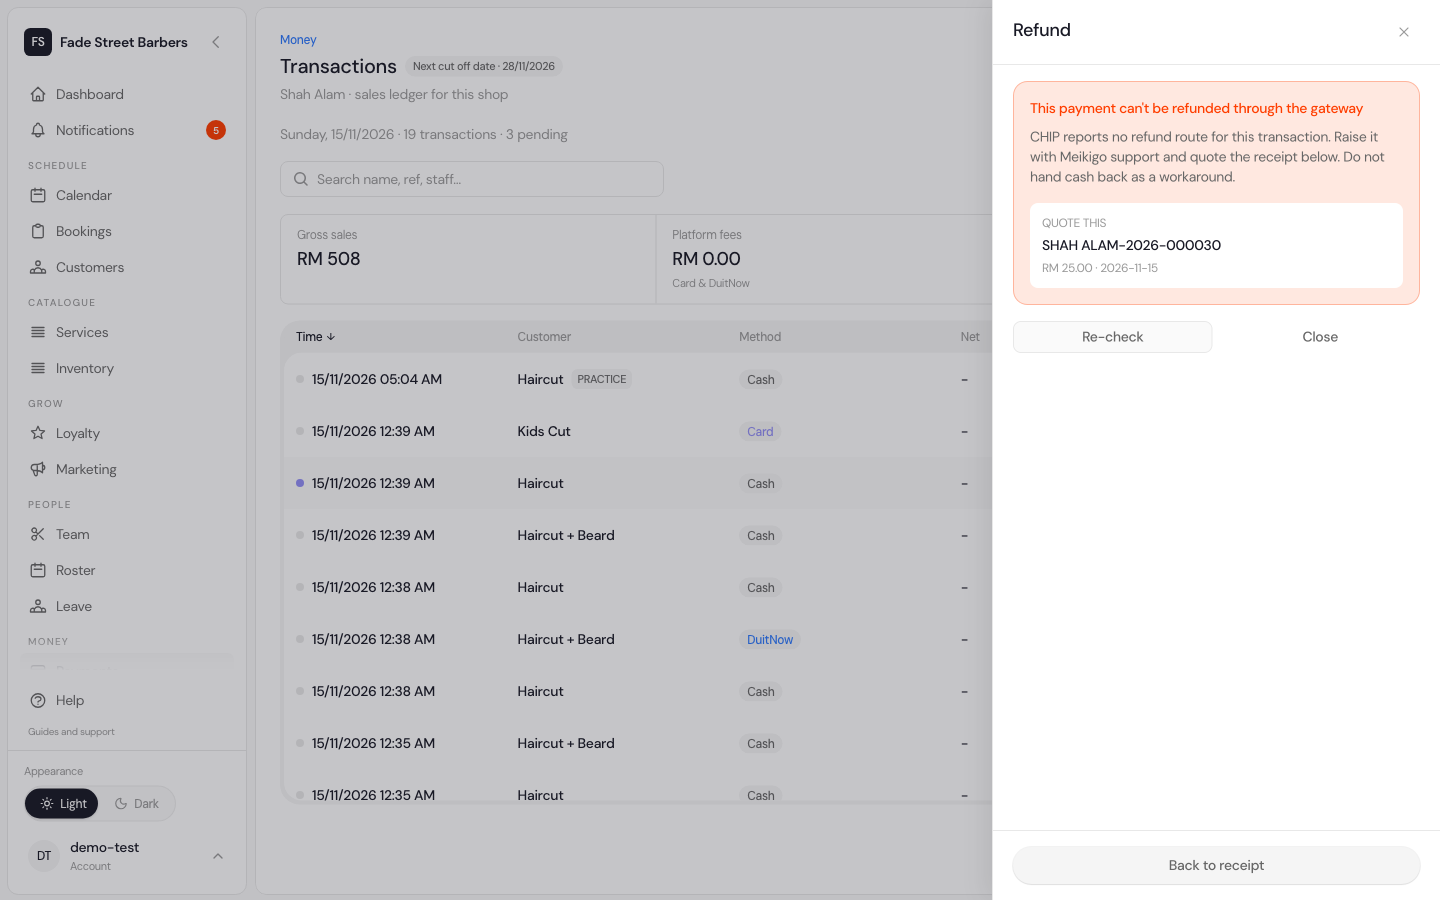 FS
Fade Street Barbers
Dashboard
Notifications
5
SCHEDULE
Calendar
Bookings
Customers
CATALOGUE
Services
Inventory
GROW
Loyalty
Marketing
PEOPLE
Team
Roster
Leave
MONEY
Help
Guides and support
Appearance
Light
Dark
DT
demo-test
Account
Money
Transactions
Next cut off date · 28/11/2026
Shah Alam · sales ledger for this shop
Sunday, 15/11/2026 · 19 transactions · 3 pending
Search name, ref, staff...
Gross sales
RM 508
Platform fees
RM 0.00
Card & DuitNow
Time ↓ Customer Method Net
15/11/2026 05:04 AM Haircut PRACTICE Cash –
15/11/2026 12:39 AM Kids Cut Card –
15/11/2026 12:39 AM Haircut Cash –
15/11/2026 12:39 AM Haircut + Beard Cash –
15/11/2026 12:38 AM Haircut Cash –
15/11/2026 12:38 AM Haircut + Beard DuitNow –
15/11/2026 12:38 AM Haircut Cash –
15/11/2026 12:35 AM Haircut + Beard Cash –
15/11/2026 12:35 AM Haircut Cash –
Refund
This payment can't be refunded through the gateway
CHIP reports no refund route for this transaction. Raise it
with Meikigo support and quote the receipt below. Do not
hand cash back as a workaround.
QUOTE THIS
SHAH ALAM-2026-000030
RM 25.00 · 2026-11-15
Re-check
Close
Back to receipt